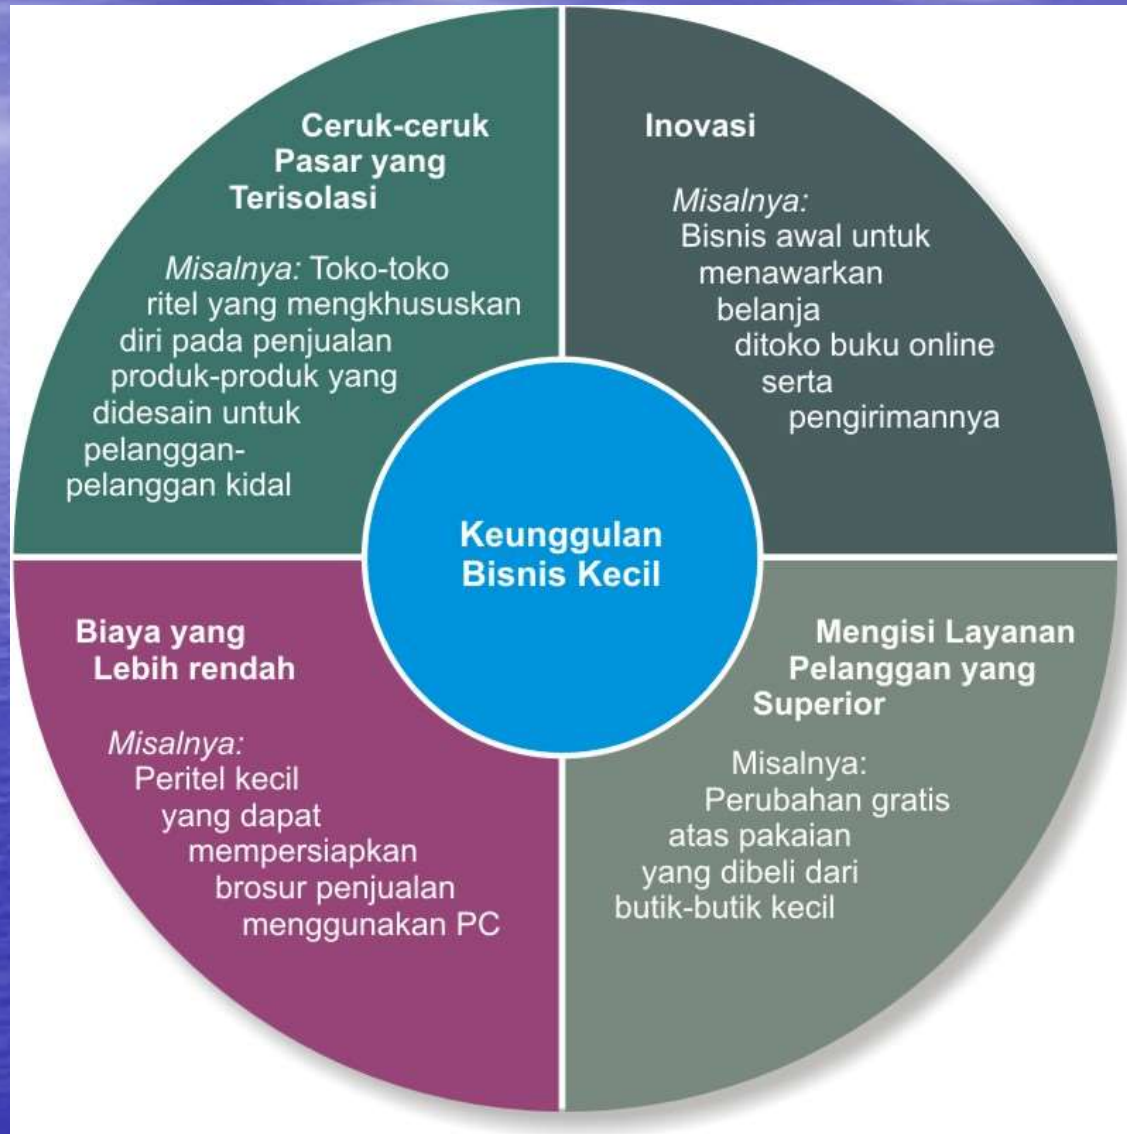 Ceruk-ceruk
Pasar yang
Terisolasi
Misalnya: Toko-toko
ritel yang mengkhususkan
diri pada penjualan
produk-produk yang
didesain untuk
pelanggan-
pelanggan kidal
Inovasi
Misalnya:
Bisnis awal untuk
menawarkan
belanja
ditoko buku online
serta
pengirimannya
Keunggulan
Bisnis Kecil
Biaya yang
Lebih rendah
Misalnya:
Peritel kecil
yang dapat
mempersiapkan
brosur penjualan
menggunakan PC
Mengisi Layanan
Pelanggan yang
Superior
Misalnya:
Perubahan gratis
atas pakaian
yang dibeli dari
butik-butik kecil